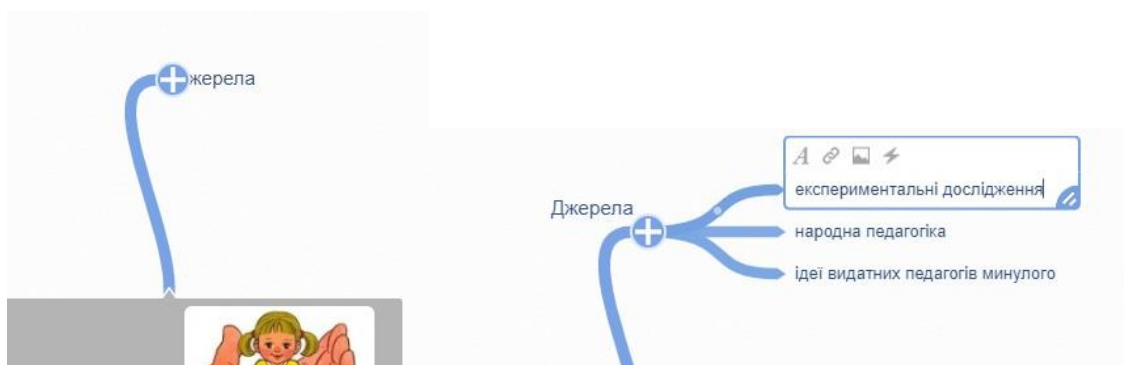 жерела
Джерела
експериментальні дослідження
народна педагогіка
ідеї видатних педагогів минулого